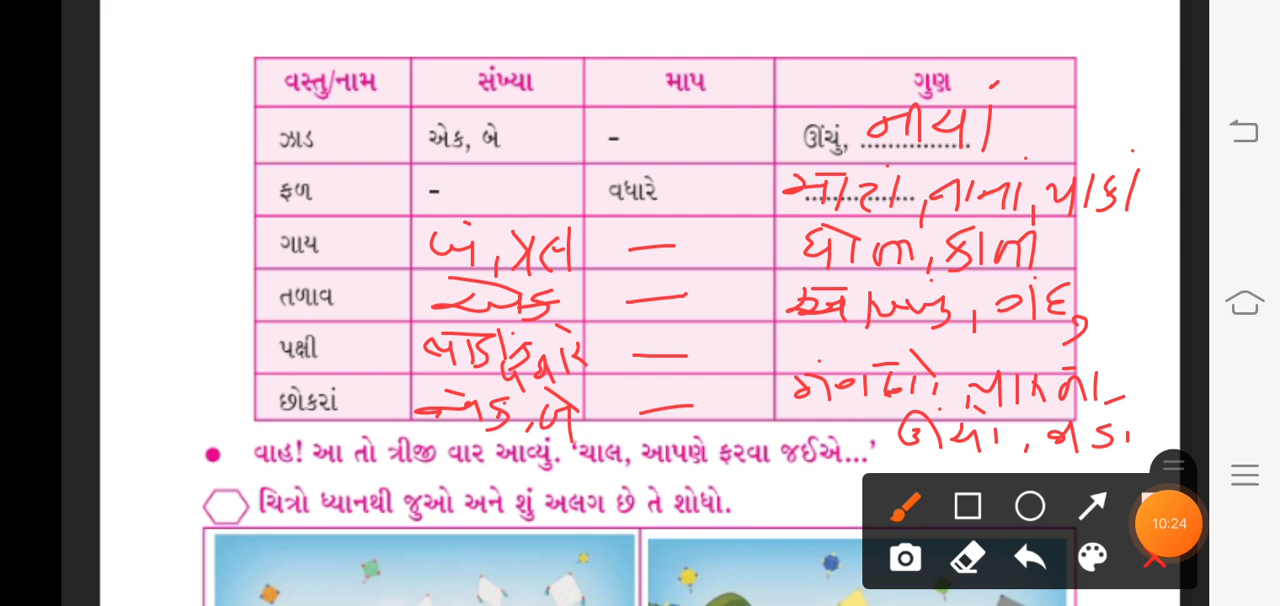 વસ્તુ/નામ સંખ્યા માપ ગુણ
ઝાડ એક, બે - ઊંચું, નીચાં
ફળ - વધારે મોટાં, નાનાં, પાકાં
ગાય બે, ત્રણ — ધોળી, કાળી
તળાવ એક —
પક્ષી —
છોકરાં એક, બે — ઊંચો, જાડો
• વાહ! આ તો ત્રીજી વાર આવ્યું. ‘ચાલ, આપણે ફરવા જઈએ...’
ચિત્રો ધ્યાનથી જુઓ અને શું અલગ છે તે શોધો.
10:24